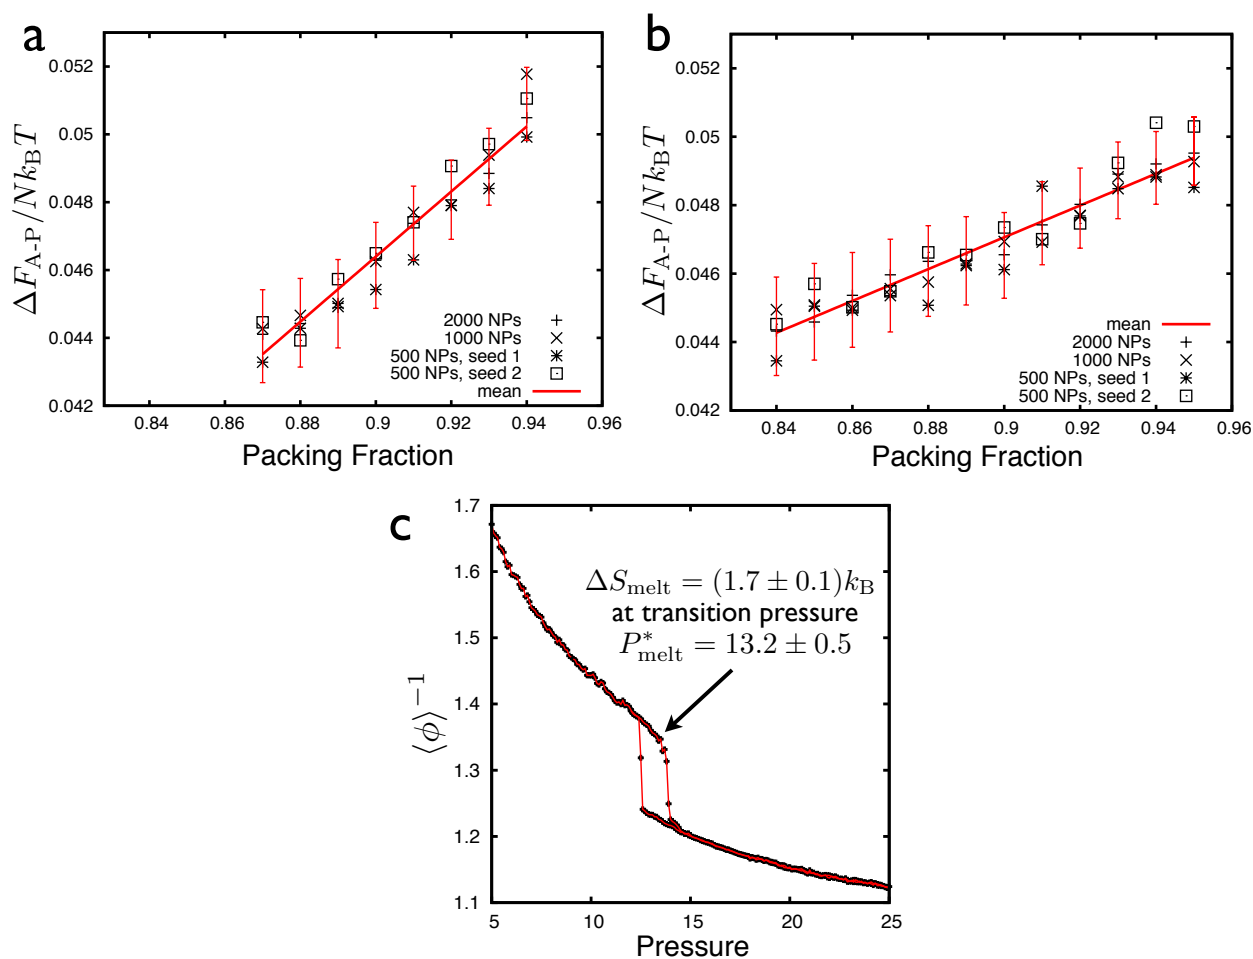 a
0.052
0.05
0.048
0.046
0.044
0.042
ΔF_A-P/Nk_BT
2000 NPs
1000 NPs
500 NPs, seed 1
500 NPs, seed 2
mean
0.84 0.86 0.88 0.9 0.92 0.94 0.96
Packing Fraction
b
0.052
0.05
0.048
0.046
0.044
0.042
ΔF_A-P/Nk_BT
mean
2000 NPs
1000 NPs
500 NPs, seed 1
500 NPs, seed 2
0.84 0.86 0.88 0.9 0.92 0.94 0.96
Packing Fraction
c
1.7
1.6
1.5
1.4
1.3
1.2
1.1
⟨ϕ⟩⁻¹
ΔS_melt = (1.7 ± 0.1)k_B
at transition pressure
P*_melt = 13.2 ± 0.5
5 10 15 20 25
Pressure